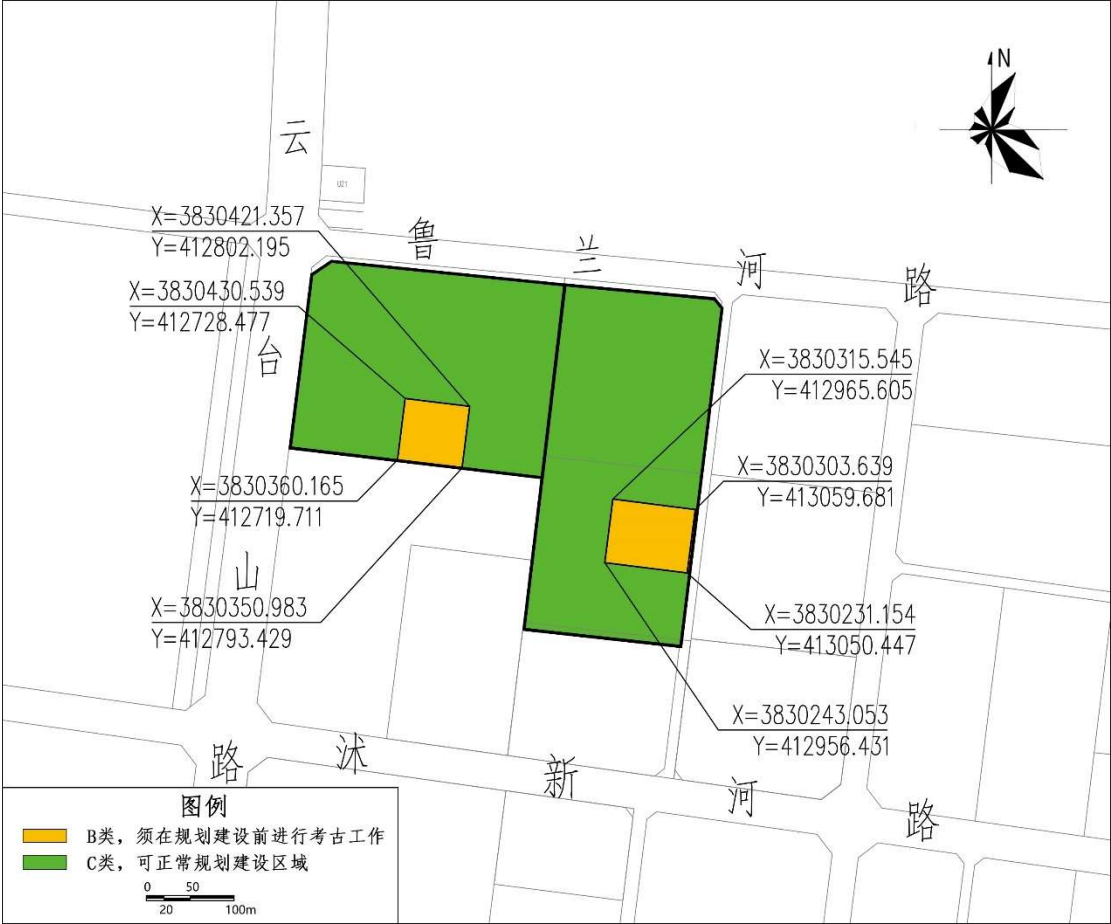 N
云
U21
X=3830421.357
Y=412802.195
鲁 兰 河 路
X=3830430.539
Y=412728.477
台
X=3830315.545
Y=412965.605
X=3830303.639
Y=413059.681
X=3830360.165
Y=412719.711
山
X=3830350.983
Y=412793.429
X=3830231.154
Y=413050.447
X=3830243.053
Y=412956.431
路
沭 新 河 路
图例
B类，须在规划建设前进行考古工作
C类，可正常规划建设区域
0 50
20 100m